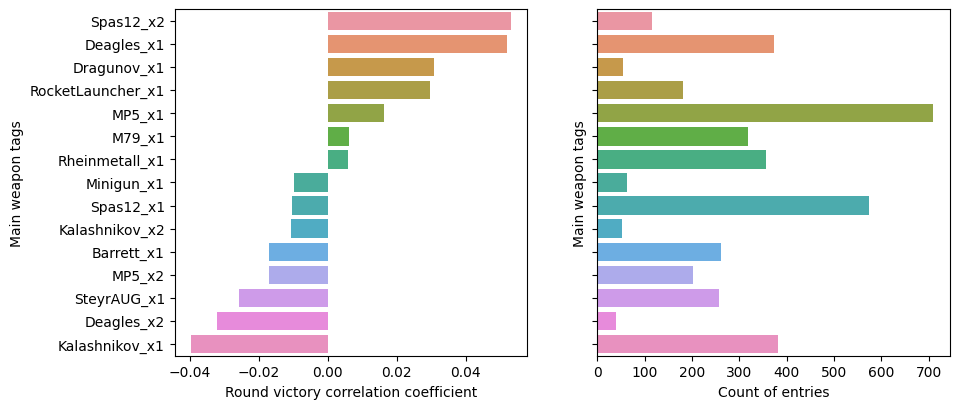 Main weapon tags
Spas12_x2
Deagles_x1
Dragunov_x1
RocketLauncher_x1
MP5_x1
M79_x1
Rheinmetall_x1
Minigun_x1
Spas12_x1
Kalashnikov_x2
Barrett_x1
MP5_x2
SteyrAUG_x1
Deagles_x2
Kalashnikov_x1
−0.04 −0.02 0.00 0.02 0.04
Round victory correlation coefficient
Main weapon tags
0 100 200 300 400 500 600 700
Count of entries